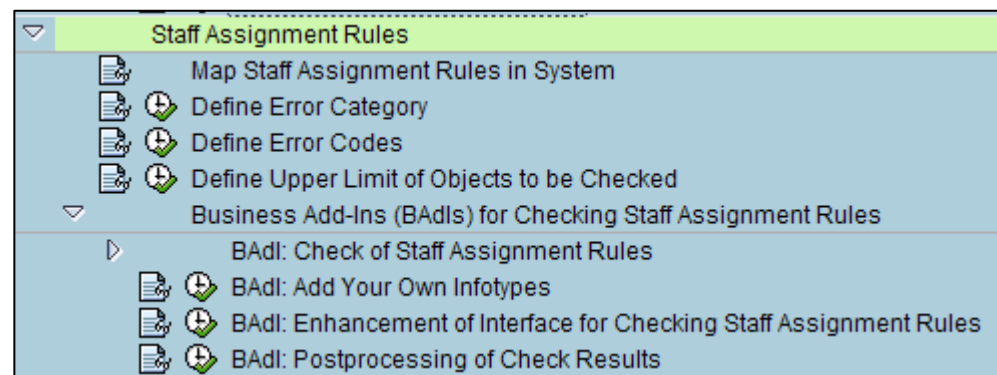 Staff Assignment Rules
Map Staff Assignment Rules in System
Define Error Category
Define Error Codes
Define Upper Limit of Objects to be Checked
Business Add-Ins (BAdIs) for Checking Staff Assignment Rules
BAdI: Check of Staff Assignment Rules
BAdI: Add Your Own Infotypes
BAdI: Enhancement of Interface for Checking Staff Assignment Rules
BAdI: Postprocessing of Check Results